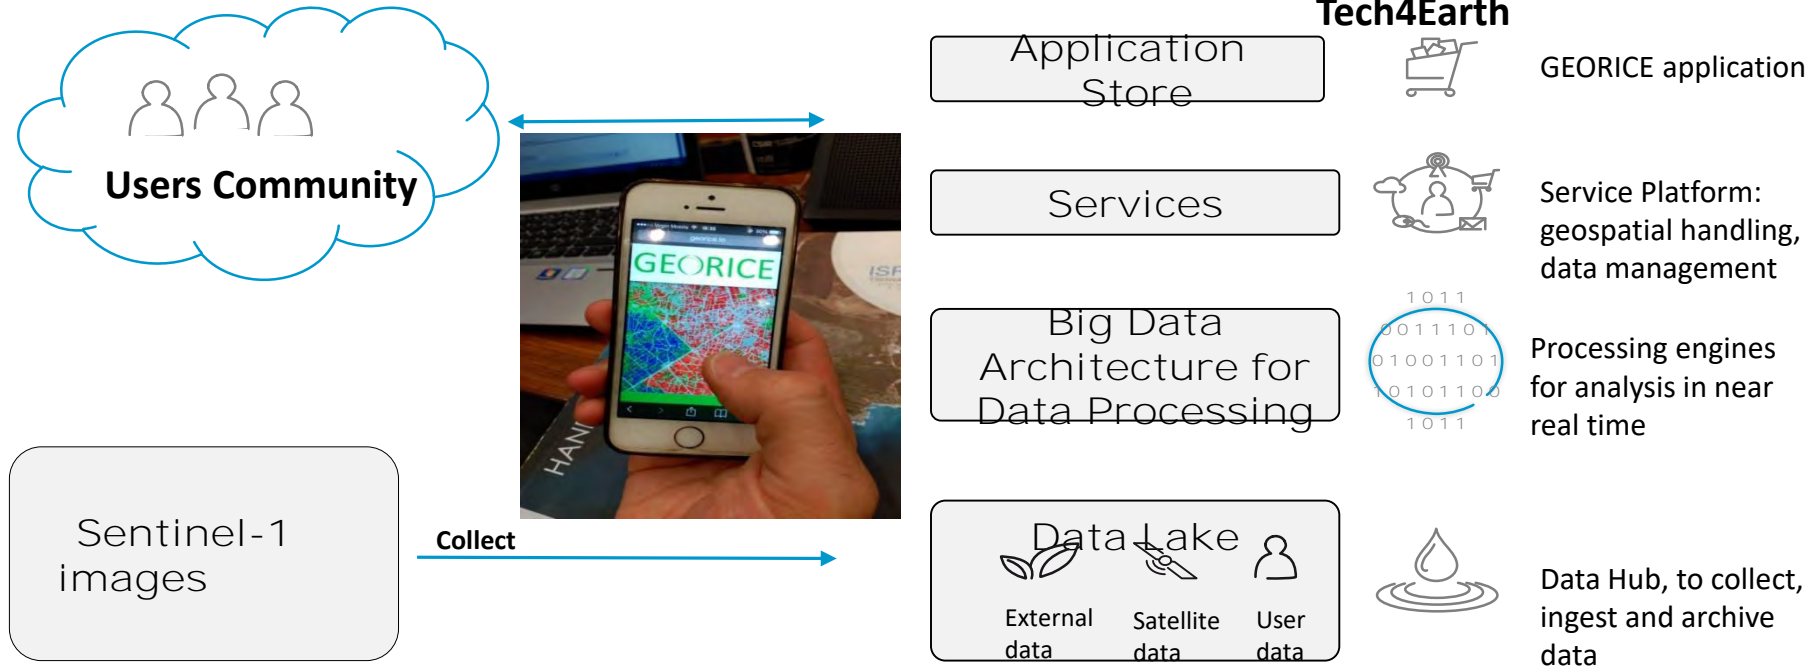 Tech4Earth
Users Community
Application
Store
GEORICE application
Services
Service Platform:
geospatial handling,
data management
GEORICE
HAN
Big Data
Architecture for
Data Processing
1011
0011101
01001101
10101100
1011
Processing engines
for analysis in near
real time
Sentinel-1
images
Collect
Data Lake
External
data
Satellite
data
User
data
Data Hub, to collect,
ingest and archive
data